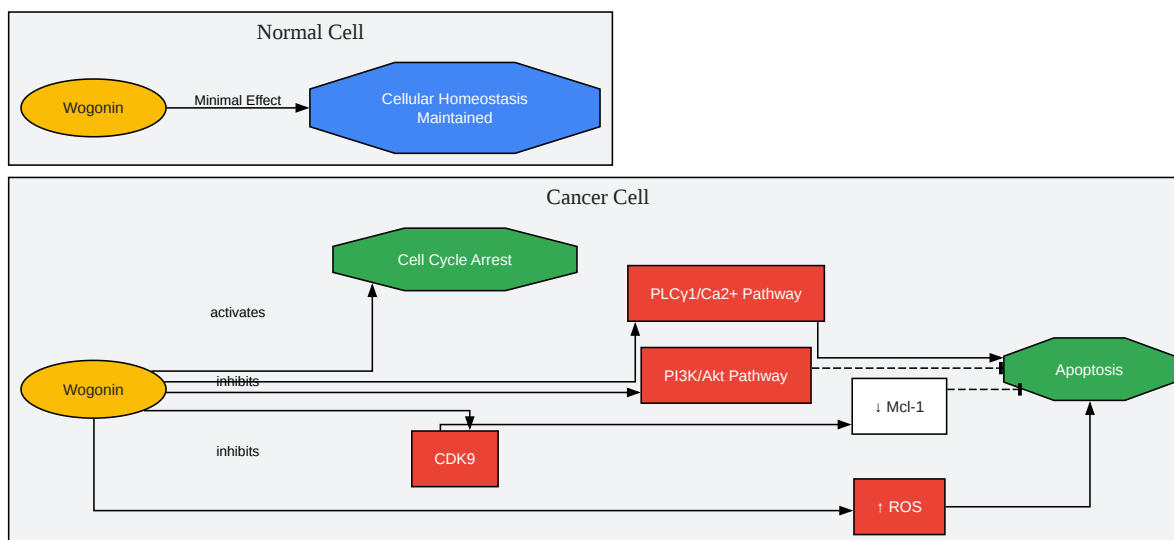 Normal Cell
Wogonin
Minimal Effect
Cellular Homeostasis
Maintained
Cancer Cell
Cell Cycle Arrest
PLCγ1/Ca2+ Pathway
activates
Wogonin
inhibits
PI3K/Akt Pathway
Apoptosis
↓ Mcl-1
inhibits
CDK9
↑ ROS